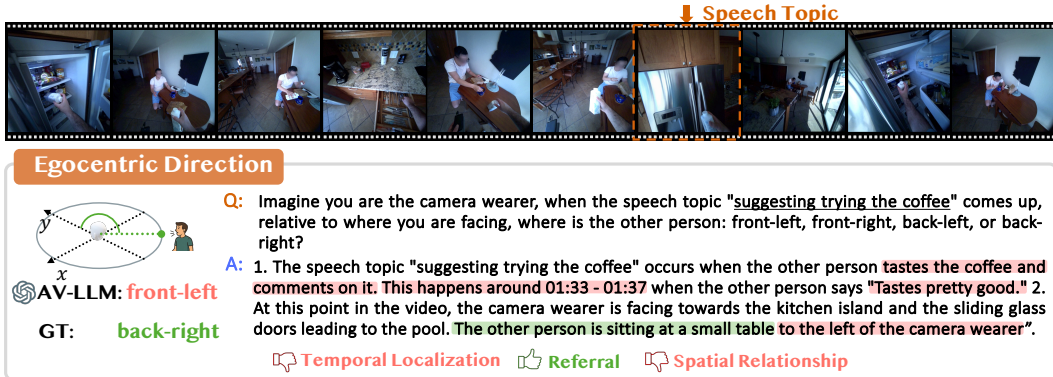 Speech Topic
Egocentric Direction
y
x
AV-LLM: front-left
GT: back-right
Q: Imagine you are the camera wearer, when the speech topic "suggesting trying the coffee" comes up,
relative to where you are facing, where is the other person: front-left, front-right, back-left, or back-
right?
A: 1. The speech topic "suggesting trying the coffee" occurs when the other person tastes the coffee and
comments on it. This happens around 01:33 - 01:37 when the other person says "Tastes pretty good." 2.
At this point in the video, the camera wearer is facing towards the kitchen island and the sliding glass
doors leading to the pool. The other person is sitting at a small table to the left of the camera wearer”.
Temporal Localization Referral Spatial Relationship